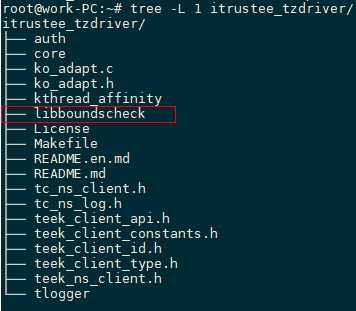 root@work-PC:~# tree -L 1 itrustee_tzdriver/
itrustee_tzdriver/
├── auth
├── core
├── ko_adapt.c
├── ko_adapt.h
├── kthread_affinity
├── libboundscheck
├── License
├── Makefile
├── README.en.md
├── README.md
├── tc_ns_client.h
├── tc_ns_log.h
├── teek_client_api.h
├── teek_client_constants.h
├── teek_client_id.h
├── teek_client_type.h
├── teek_ns_client.h
└── tlogger